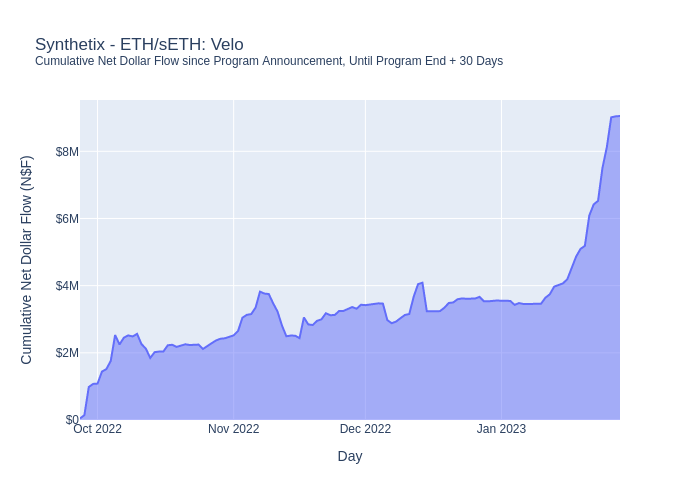 Synthetix - ETH/sETH: Velo
Cumulative Net Dollar Flow since Program Announcement, Until Program End + 30 Days
Cumulative Net Dollar Flow (N$F)
$8M
$6M
$4M
$2M
$0
Oct 2022 Nov 2022 Dec 2022 Jan 2023
Day